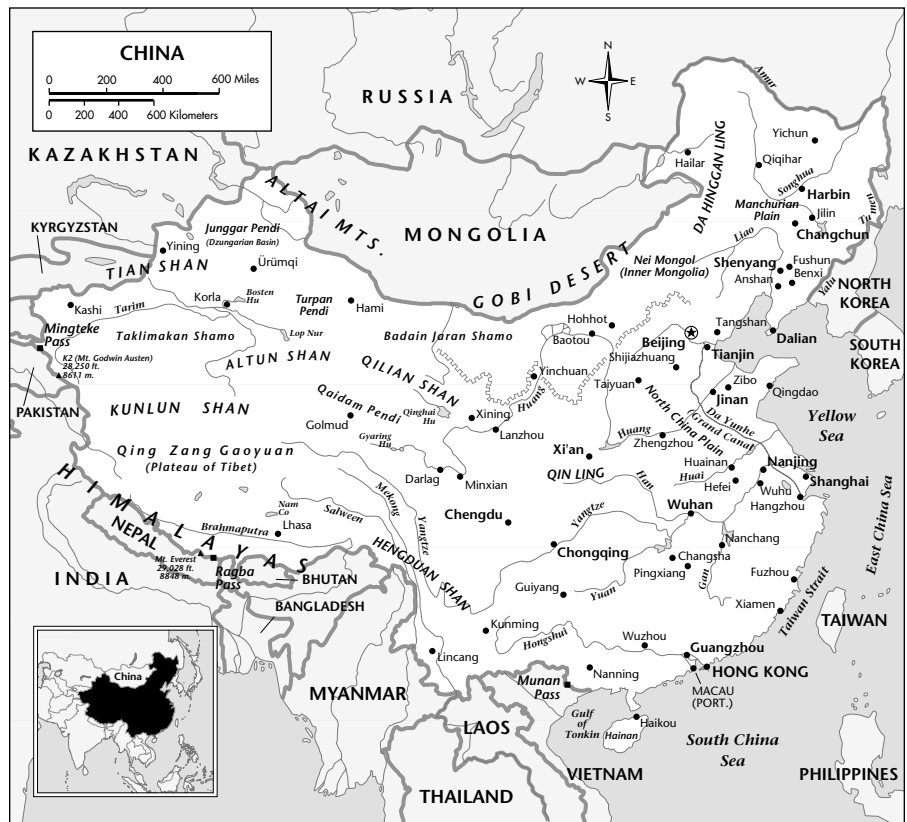 CHINA
0 200 400 600 Miles
0 200 400 600 Kilometers
N
W E
S
RUSSIA
KAZAKHSTAN
KYRGYZSTAN
MONGOLIA
ALTAI MTS.
Amur
Yichun
Hailar
Qiqihar
DA HINGGAN LING
Songhua
Harbin
Manchurian
Plain
Jilin
Tumen
Changchun
Junggar Pendi
(Dzungarian Basin)
Yining
Ürümqi
TIAN SHAN
GOBI DESERT
Liao
Nei Mongol
(Inner Mongolia)
Shenyang
Fushun
Benxi
Anshan
Yalu
NORTH
KOREA
Kashi
Tarim
Korla
Bosten
Hu
Turpan
Pendi
Hami
Mingteke
Pass
Taklimakan Shamo
Lop Nur
Badain Jaran Shamo
Hohhot
Baotou
Beijing
Tangshan
Tianjin
Dalian
SOUTH
KOREA
K2 (Mt. Godwin Austen)
28,250 ft.
8611 m.
ALTUN SHAN
QILIAN SHAN
Yinchuan
Huang
Shijiazhuang
Taiyuan
Zibo
Jinan
Qingdao
PAKISTAN
KUNLUN SHAN
Qaidam Pendi
Golmud
Qinghai
Hu
Xining
Lanzhou
North China Plain
Da Yunhe
(Grand Canal)
Yellow
Sea
Gyaring
Hu
Huang
Zhengzhou
Qing Zang Gaoyuan
(Plateau of Tibet)
Xi'an
QIN LING
Darlag
Minxian
Han
Huainan
Huai
Hefei
Nanjing
Wuhu
Shanghai
Hangzhou
HIMALAYAS
Nam
Co
Salween
Mekong
Yangtze
Brahmaputra
Lhasa
Chengdu
Yangtze
Wuhan
East China Sea
NEPAL
Mt. Everest
29,028 ft.
8848 m.
Ragba
Pass
HENGDUAN SHAN
Chongqing
Nanchang
Changsha
Pingxiang
Gan
INDIA
BHUTAN
BANGLADESH
Guiyang
Yuan
Fuzhou
Xiamen
Taiwan Strait
TAIWAN
Kunming
Hongshui
Wuzhou
Guangzhou
Lincang
HONG KONG
Nanning
Munan
Pass
MACAU
(PORT.)
China
MYANMAR
LAOS
Gulf
of
Tonkin
Haikou
Hainan
South China
Sea
VIETNAM
THAILAND
PHILIPPINES